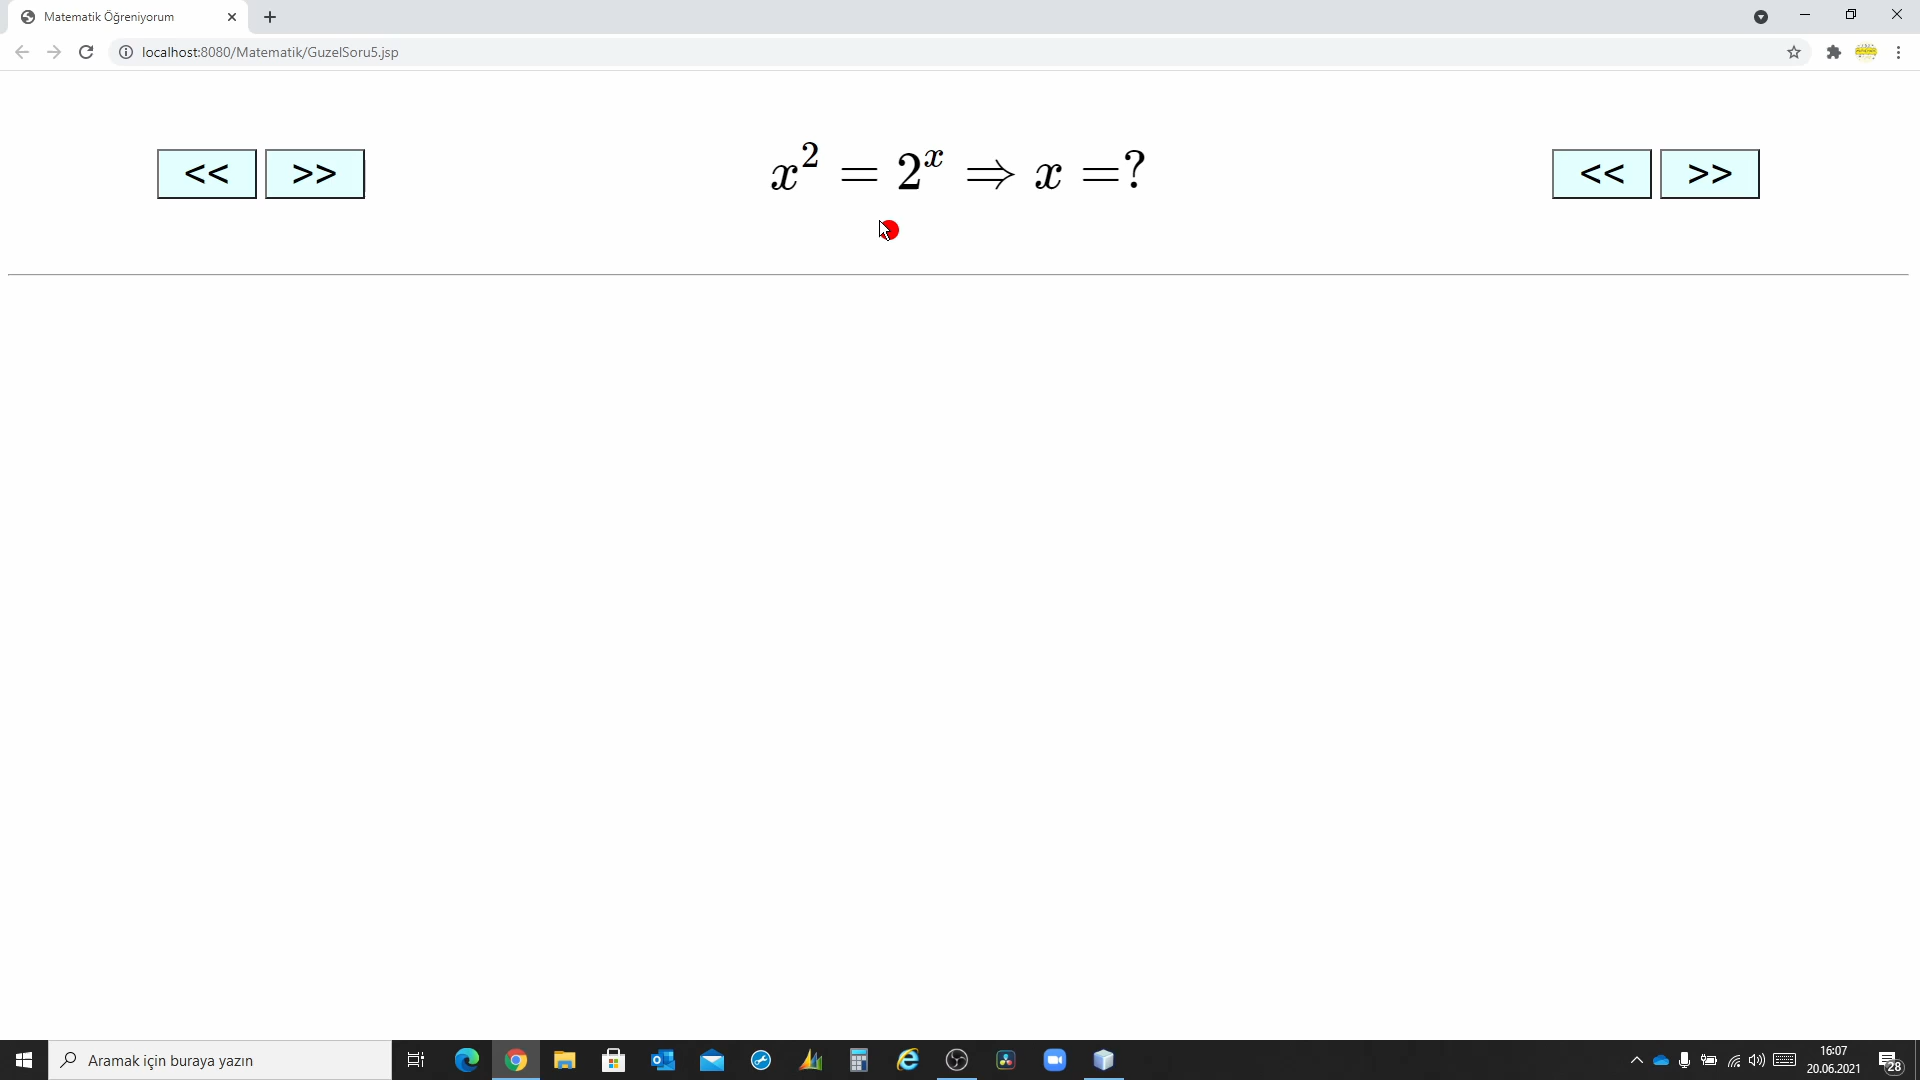 Matematik Öğreniyorum
localhost:8080/Matematik/GuzelSoru5.jsp
<< >> x² = 2ˣ ⇒ x =? << >>
Aramak için buraya yazın
16:07
20.06.2021
28